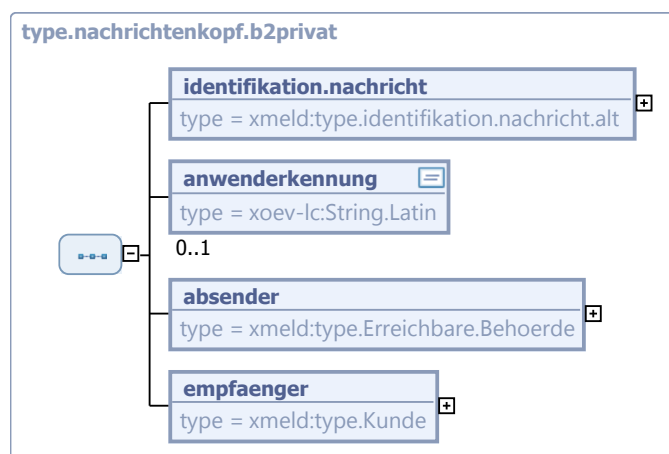 type.nachrichtenkopf.b2privat
identifikation.nachricht
type = xmeld:type.identifikation.nachricht.alt
anwenderkennung
type = xoev-lc:String.Latin
0..1
absender
type = xmeld:type.Erreichbare.Behoerde
empfaenger
type = xmeld:type.Kunde